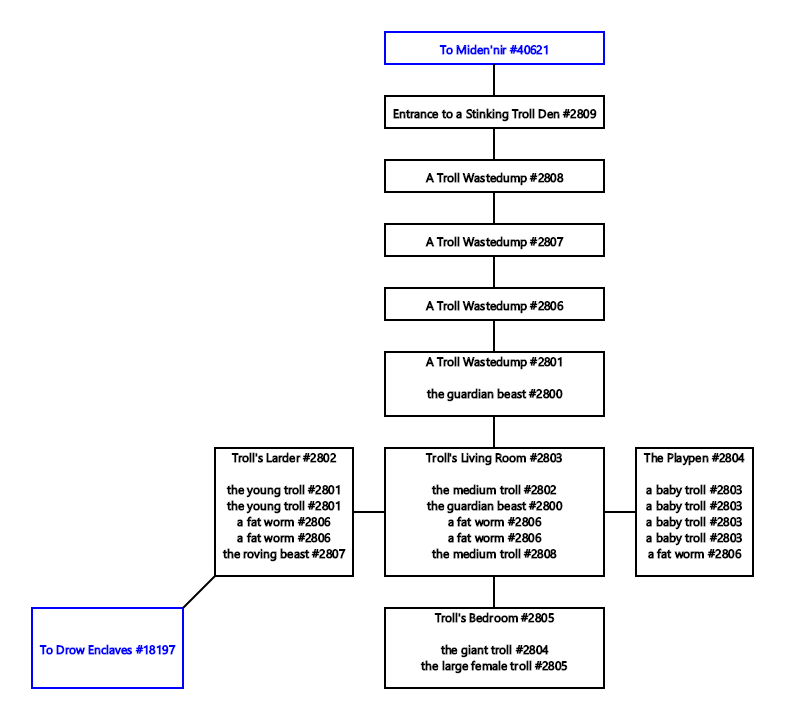 To Miden'nir #40621
Entrance to a Stinking Troll Den #2809
A Troll Wastedump #2808
A Troll Wastedump #2807
A Troll Wastedump #2806
A Troll Wastedump #2801
the guardian beast #2800
Troll's Larder #2802
the young troll #2801
the young troll #2801
a fat worm #2806
a fat worm #2806
the roving beast #2807
Troll's Living Room #2803
the medium troll #2802
the guardian beast #2800
a fat worm #2806
a fat worm #2806
the medium troll #2808
The Playpen #2804
a baby troll #2803
a baby troll #2803
a baby troll #2803
a baby troll #2803
a fat worm #2806
To Drow Enclaves #18197
Troll's Bedroom #2805
the giant troll #2804
the large female troll #2805